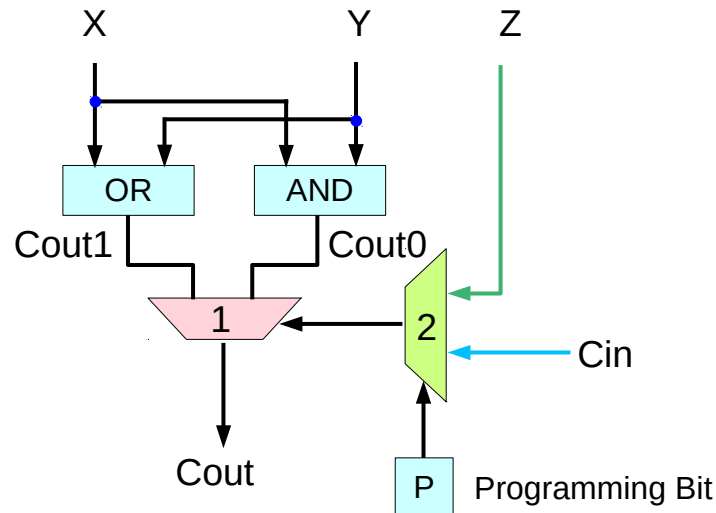 X Y Z
OR AND
Cout1 Cout0
1 2
Cin
Cout
P Programming Bit